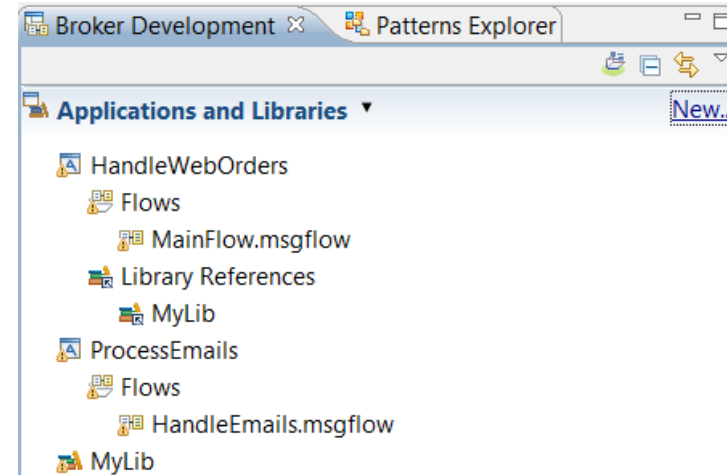 Broker Development Patterns Explorer
Applications and Libraries New..
HandleWebOrders
Flows
MainFlow.msgflow
Library References
MyLib
ProcessEmails
Flows
HandleEmails.msgflow
MyLib